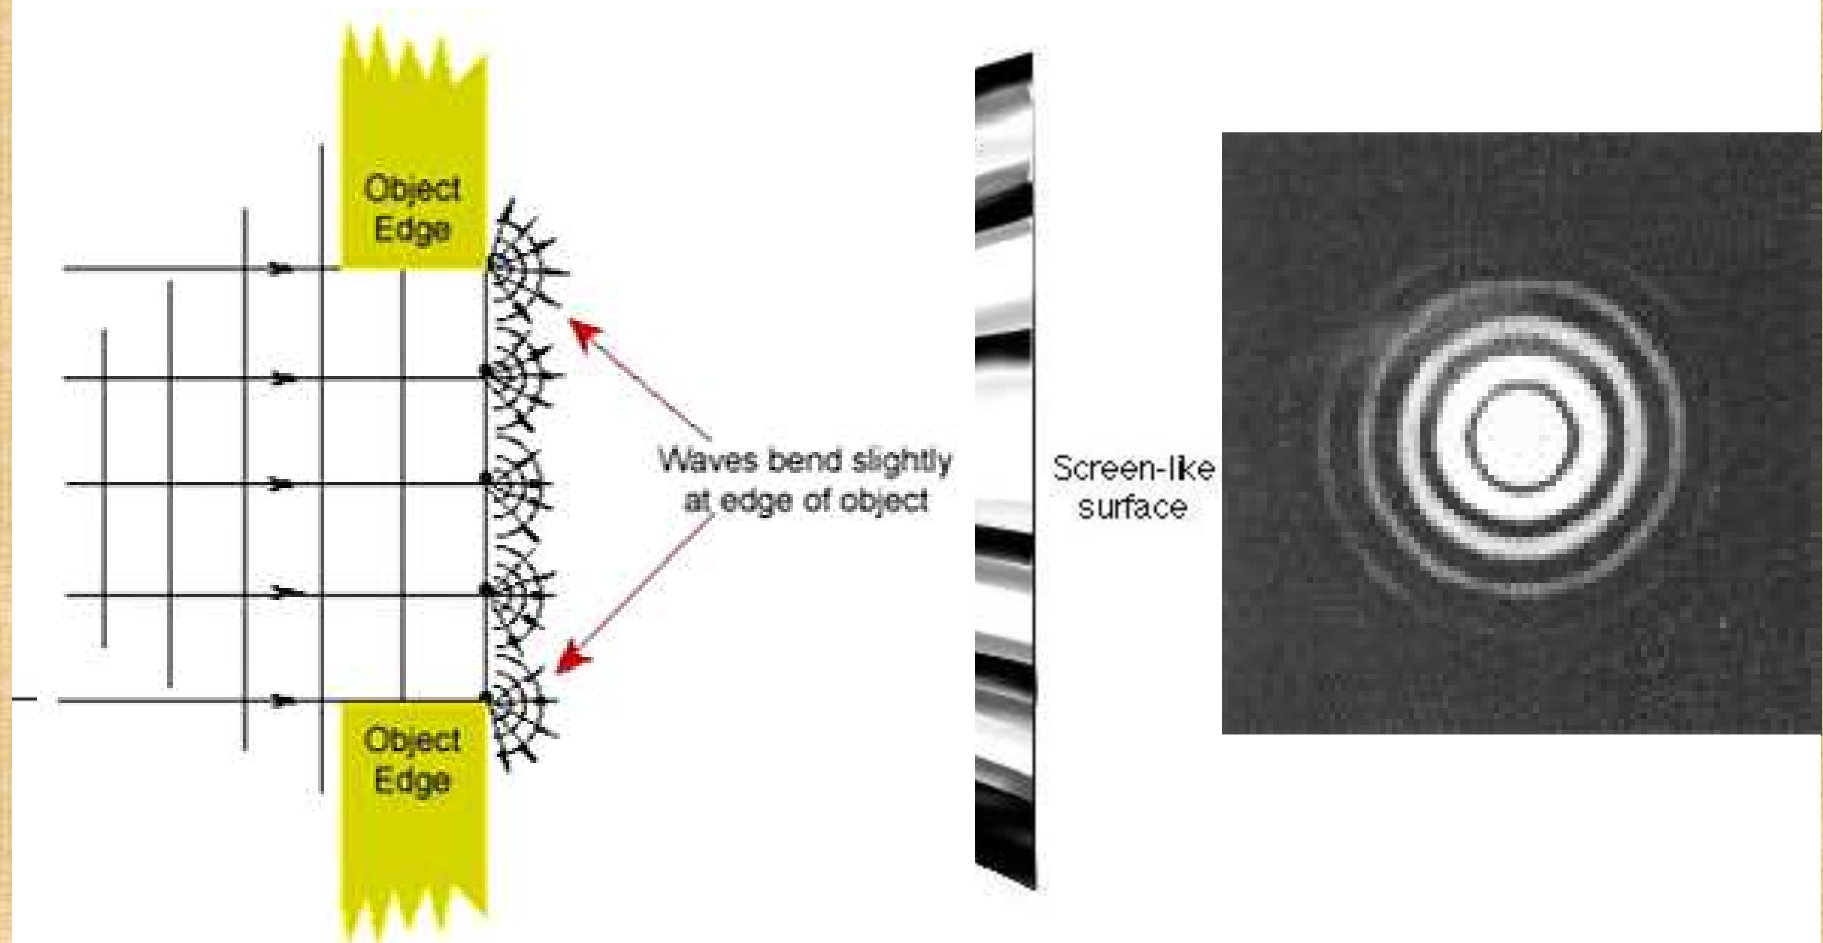 Object
Edge
Waves bend slightly
at edge of object
Screen-like
surface
Object
Edge